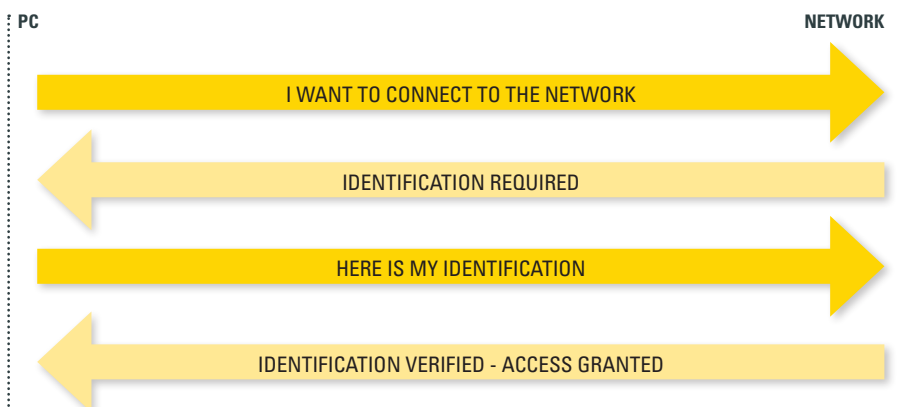 PC
NETWORK
I WANT TO CONNECT TO THE NETWORK
IDENTIFICATION REQUIRED
HERE IS MY IDENTIFICATION
IDENTIFICATION VERIFIED - ACCESS GRANTED